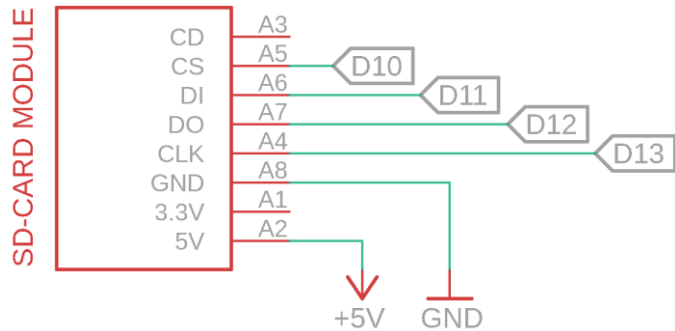 SD-CARD MODULE
CD A3
CS A5 D10
DI A6 D11
DO A7 D12
CLK A4 D13
GND A8
3.3V A1
5V A2
+5V GND